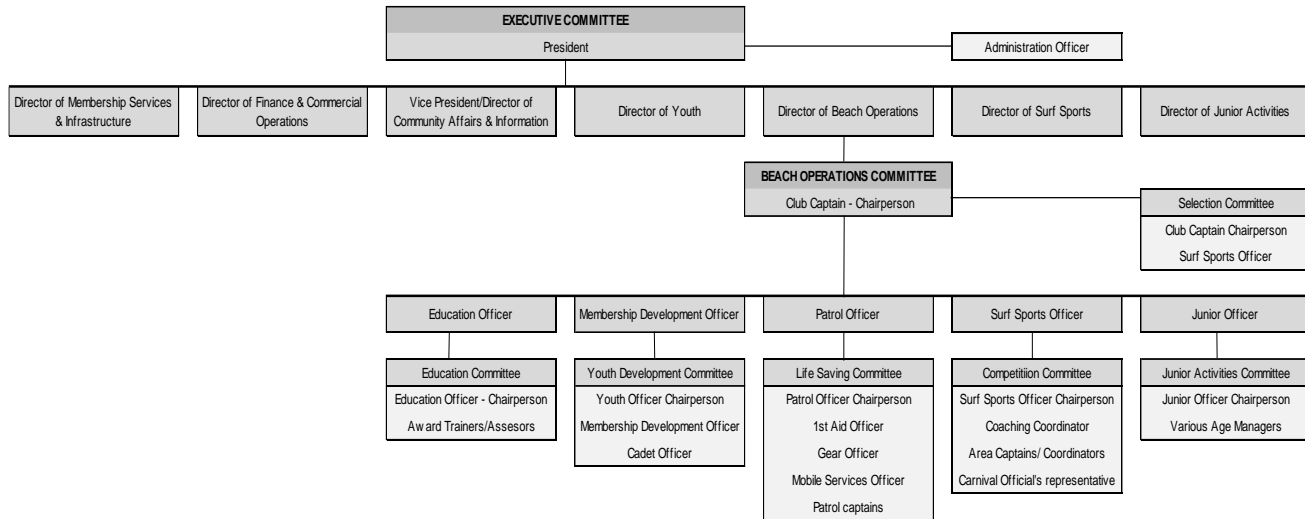 EXECUTIVE COMMITTEE
President
Administration Officer
Director of Membership Services
& Infrastructure
Director of Finance & Commercial
Operations
Vice President/Director of
Community Affairs & Information
Director of Youth
Director of Beach Operations
Director of Surf Sports
Director of Junior Activities
BEACH OPERATIONS COMMITTEE
Club Captain - Chairperson
Selection Committee
Club Captain Chairperson
Surf Sports Officer
Education Officer
Membership Development Officer
Patrol Officer
Surf Sports Officer
Junior Officer
Education Committee
Education Officer - Chairperson
Award Trainers/Assesors
Youth Development Committee
Youth Officer Chairperson
Membership Development Officer
Cadet Officer
Life Saving Committee
Patrol Officer Chairperson
1st Aid Officer
Gear Officer
Mobile Services Officer
Patrol captains
Competitiion Committee
Surf Sports Officer Chairperson
Coaching Coordinator
Area Captains/ Coordinators
Carnival Official's representative
Junior Activities Committee
Junior Officer Chairperson
Various Age Managers